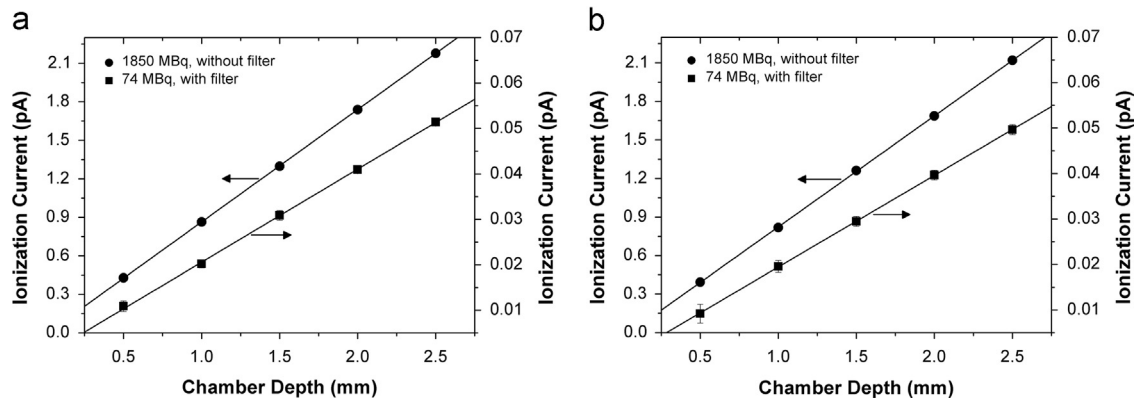 a
2.1
1.8
1.5
1.2
0.9
0.6
0.3
0.0
Ionization Current (pA)
1850 MBq, without filter
74 MBq, with filter
0.07
0.06
0.05
0.04
0.03
0.02
0.01
Ionization Current (pA)
0.5 1.0 1.5 2.0 2.5
Chamber Depth (mm)
b
2.1
1.8
1.5
1.2
0.9
0.6
0.3
0.0
Ionization Current (pA)
1850 MBq, without filter
74 MBq, with filter
0.07
0.06
0.05
0.04
0.03
0.02
0.01
Ionization Current (pA)
0.5 1.0 1.5 2.0 2.5
Chamber Depth (mm)